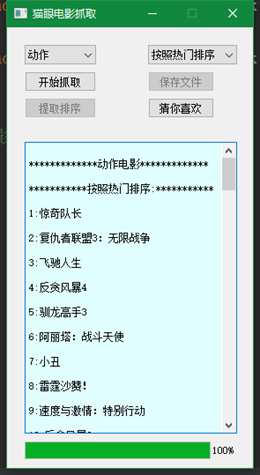 猫眼电影抓取
动作 按照热门排序
开始抓取 保存文件
提取排序 猜你喜欢
*************动作电影*************
***********按照热门排序:***********
1:惊奇队长
2:复仇者联盟3：无限战争
3:飞驰人生
4:反贪风暴4
5:驯龙高手3
6:阿丽塔：战斗天使
7:小丑
8:雷霆沙赞!
9:速度与激情：特别行动
100%